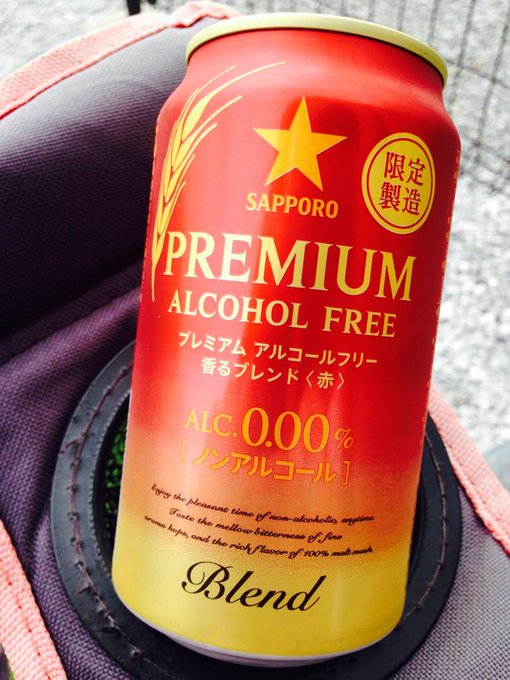 SAPPORO
限定
製造
PREMIUM
ALCOHOL FREE
プレミアム アルコールフリー
香るブレンド〈赤〉
ALC. 0.00%
[ノンアルコール]
Enjoy the pleasant time of non-alcoholic, anytime.
Taste the mellow bitterness of fine
aroma hops, and the rich flavor of 100% malt mash.
Blend